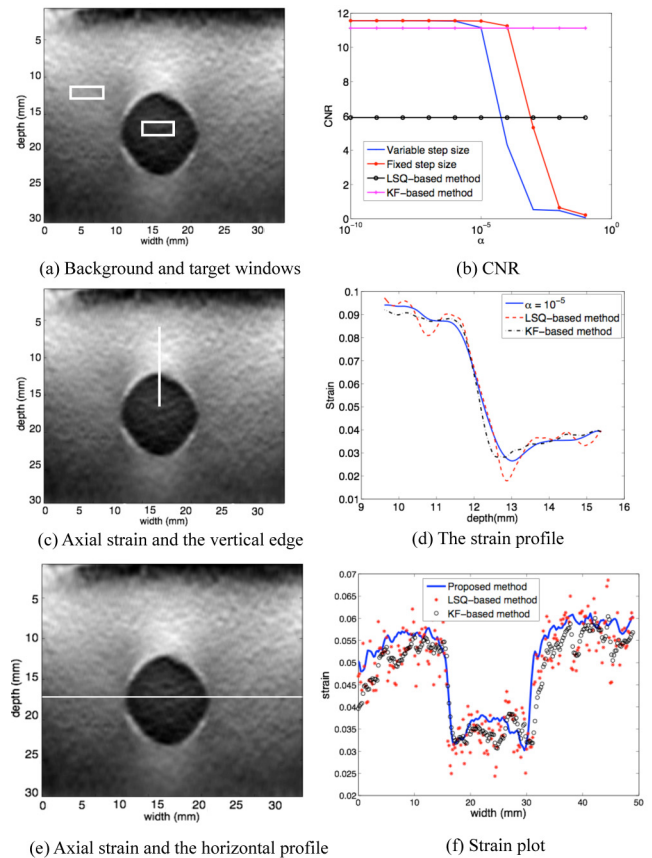 5
10
15
20
25
30
depth (mm)
0 5 10 15 20 25 30
width (mm)
(a) Background and target windows
12
10
8
6
4
2
0
CNR
Variable step size
Fixed step size
LSQ-based method
KF-based method
10^-10 10^-5 10^0
α
(b) CNR
5
10
15
20
25
30
depth (mm)
0 5 10 15 20 25 30
width (mm)
(c) Axial strain and the vertical edge
0.1
0.09
0.08
0.07
0.06
0.05
0.04
0.03
0.02
0.01
Strain
α = 10^-5
LSQ-based method
KF-based method
9 10 11 12 13 14 15 16
depth(mm)
(d) The strain profile
5
10
15
20
25
30
depth (mm)
0 5 10 15 20 25 30
width (mm)
(e) Axial strain and the horizontal profile
0.07
0.065
0.06
0.055
0.05
0.045
0.04
0.035
0.03
0.025
0.02
strain
Proposed method
LSQ-based method
KF-based method
0 10 20 30 40 50
width (mm)
(f) Strain plot